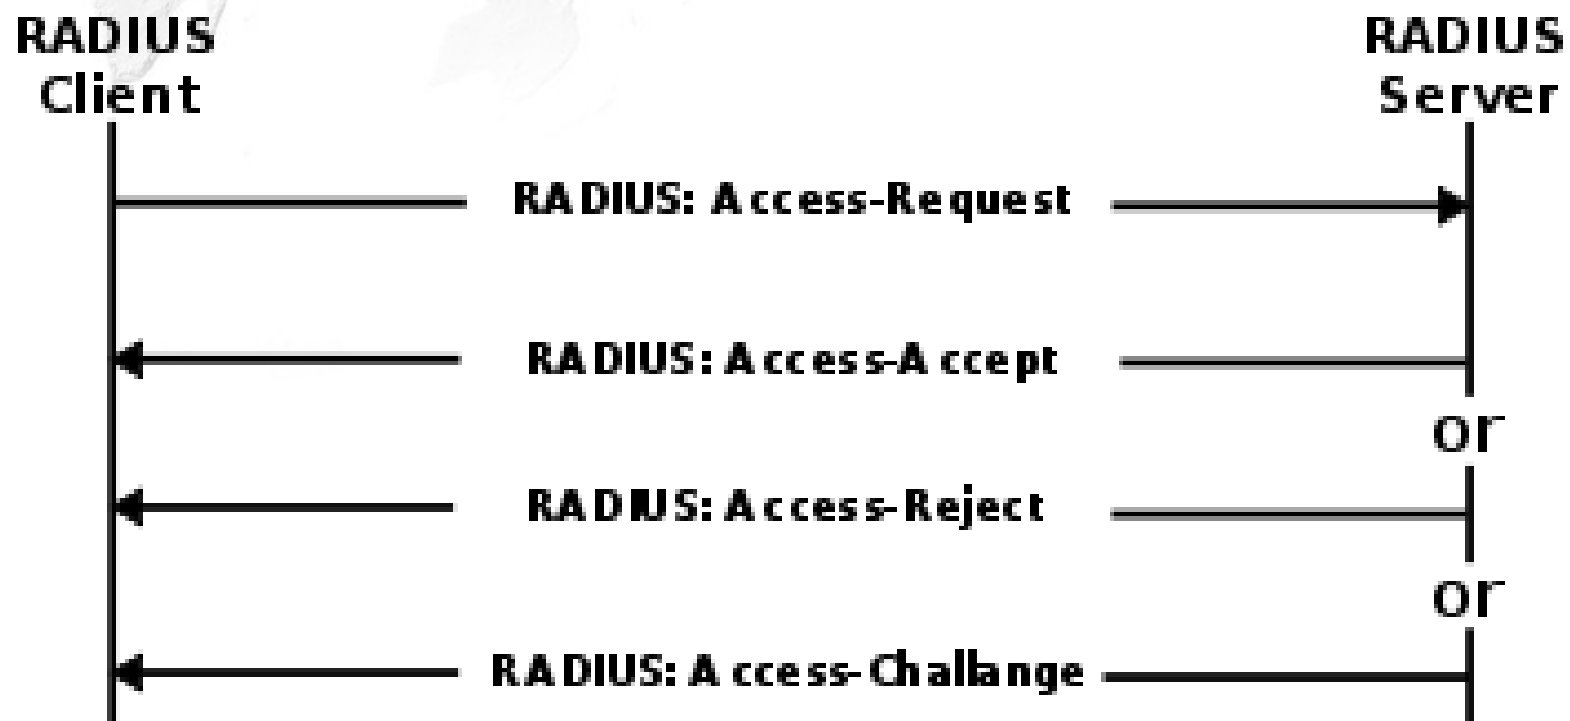 RADIUS
Client
RADIUS
Server
RADIUS: Access-Request
RADIUS: Access-Accept
or
RADIUS: Access-Reject
or
RADIUS: Access-Challange